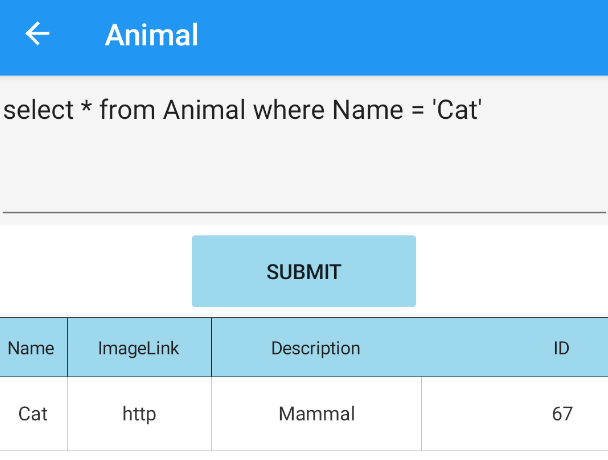 Animal
select * from Animal where Name = 'Cat'
SUBMIT
Name ImageLink Description ID
Cat http Mammal 67